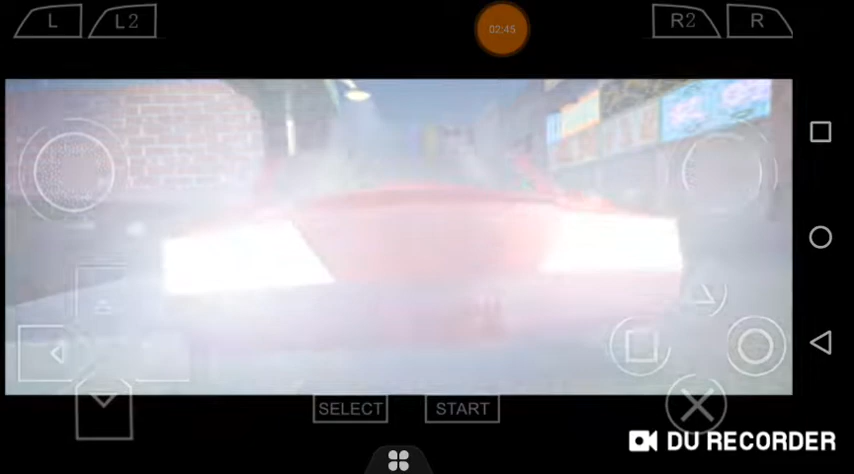 L
L2
02:45
R2
R
SELECT
START
DU RECORDER